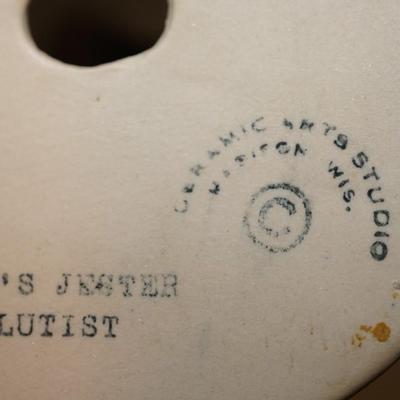 CERAMIC ARTS STUDIO
MADISON WIS.
©
'S JESTER
LUTIST